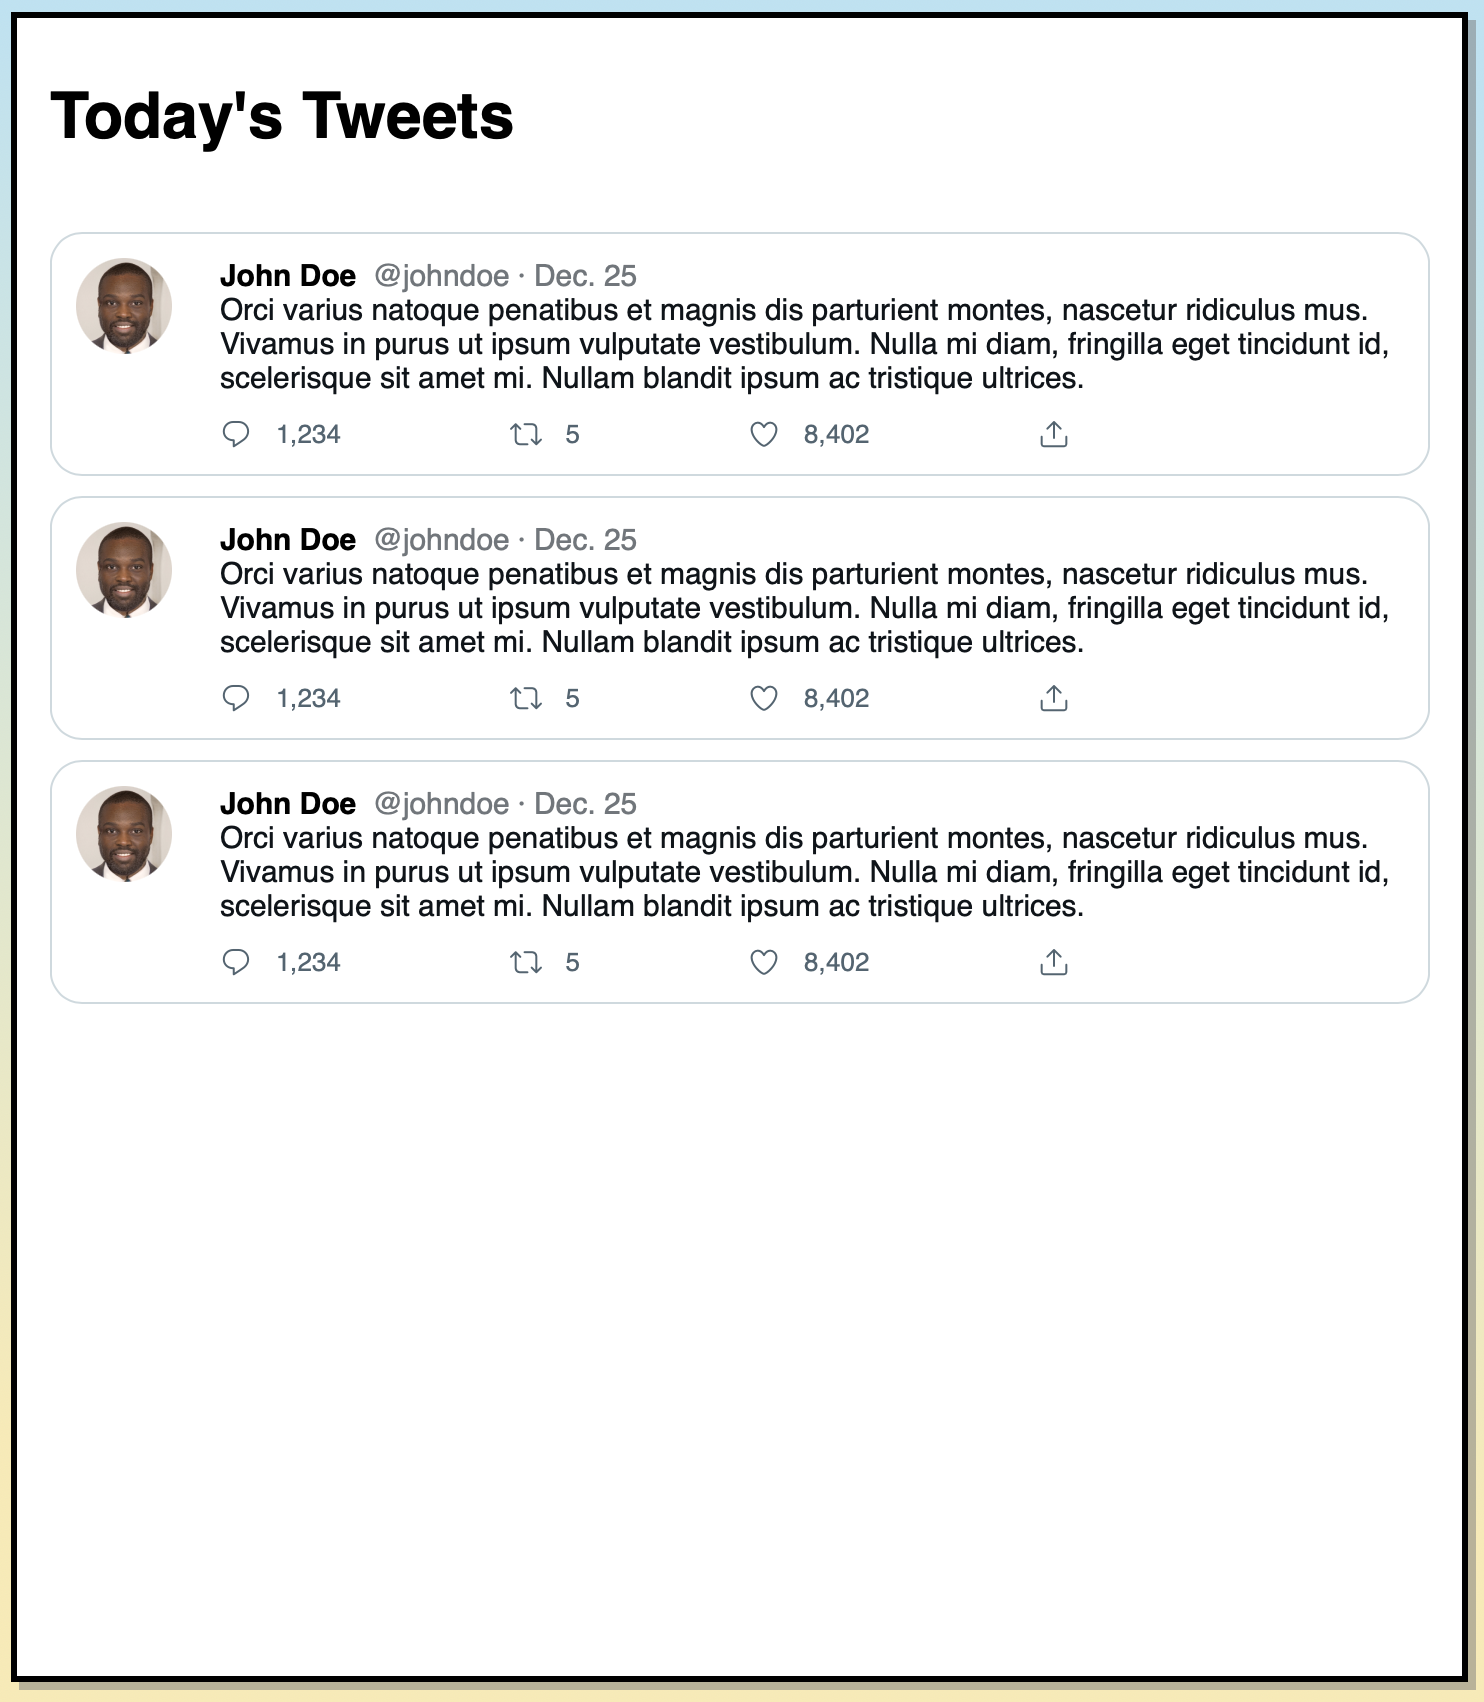 Today's Tweets
John Doe @johndoe · Dec. 25
Orci varius natoque penatibus et magnis dis parturient montes, nascetur ridiculus mus.
Vivamus in purus ut ipsum vulputate vestibulum. Nulla mi diam, fringilla eget tincidunt id,
scelerisque sit amet mi. Nullam blandit ipsum ac tristique ultrices.
1,234 5 8,402
John Doe @johndoe · Dec. 25
Orci varius natoque penatibus et magnis dis parturient montes, nascetur ridiculus mus.
Vivamus in purus ut ipsum vulputate vestibulum. Nulla mi diam, fringilla eget tincidunt id,
scelerisque sit amet mi. Nullam blandit ipsum ac tristique ultrices.
1,234 5 8,402
John Doe @johndoe · Dec. 25
Orci varius natoque penatibus et magnis dis parturient montes, nascetur ridiculus mus.
Vivamus in purus ut ipsum vulputate vestibulum. Nulla mi diam, fringilla eget tincidunt id,
scelerisque sit amet mi. Nullam blandit ipsum ac tristique ultrices.
1,234 5 8,402